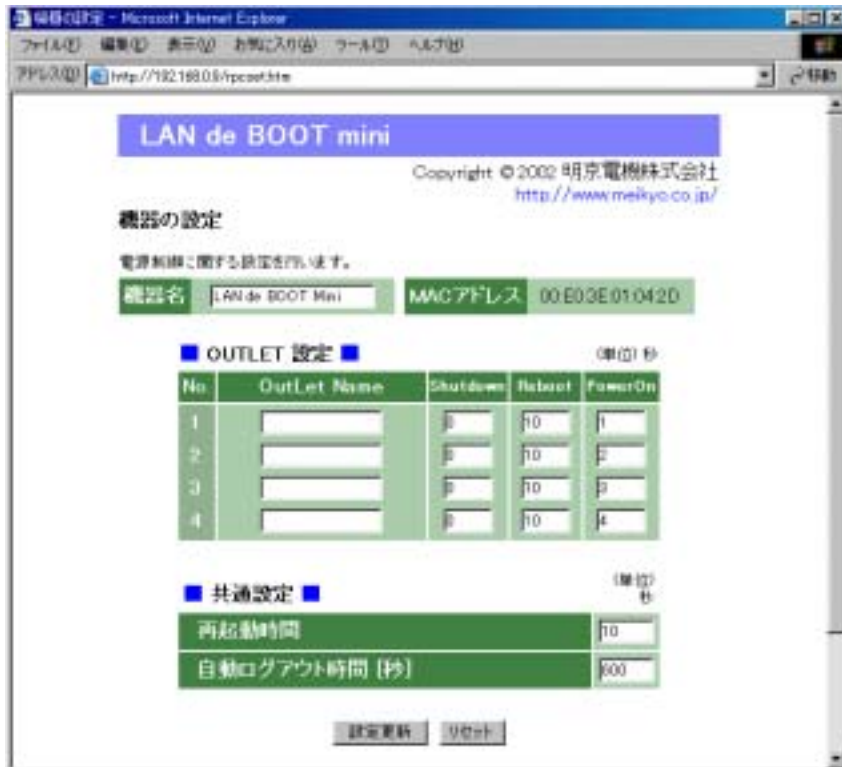 機器の設定 - Microsoft Internet Explorer
ファイル(F) 編集(E) 表示(V) お気に入り(A) ツール(T) ヘルプ(H)
アドレス(D) http://192.168.0.9/rpcset.htm 移動
LAN de BOOT mini
Copyright ©2002 明京電機株式会社
http://www.meikyo.co.jp/
機器の設定
電源制御に関する設定を行います。
機器名 LAN de BOOT Mini MACアドレス 00:E0:3E:01:04:2D
■ OUTLET 設定 ■ (単位) 秒
No. OutLet Name Shutdown Reboot PowerOn
1 0 10 1
2 0 10 2
3 0 10 3
4 0 10 4
■ 共通設定 ■ (単位)
秒
再起動時間 10
自動ログアウト時間 [秒] 600
設定更新 リセット